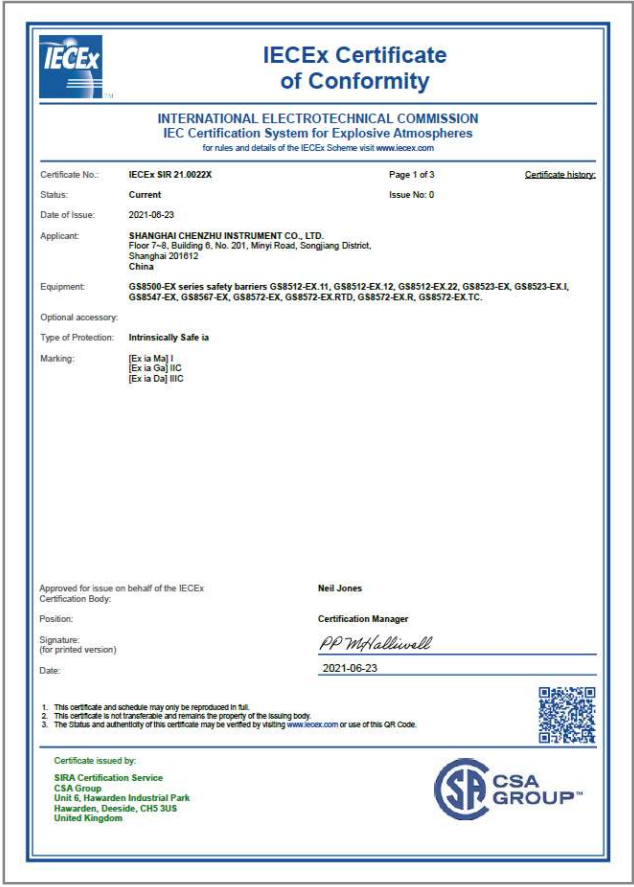 IECEx
TM
IECEx Certificate
of Conformity
INTERNATIONAL ELECTROTECHNICAL COMMISSION
IEC Certification System for Explosive Atmospheres
for rules and details of the IECEx Scheme visit www.iecex.com
Certificate No.: IECEx SIR 21.0022X Page 1 of 3 Certificate history:
Status: Current Issue No: 0
Date of Issue: 2021-06-23
Applicant: SHANGHAI CHENZHU INSTRUMENT CO., LTD.
Floor 7~8, Building 6, No. 201, Minyi Road, Songjiang District,
Shanghai 201612
China
Equipment: GS8500-EX series safety barriers GS8512-EX.11, GS8512-EX.12, GS8512-EX.22, GS8523-EX, GS8523-EX.I,
GS8547-EX, GS8567-EX, GS8572-EX, GS8572-EX.RTD, GS8572-EX.R, GS8572-EX.TC.
Optional accessory:
Type of Protection: Intrinsically Safe ia
Marking: [Ex ia Ma] I
[Ex ia Ga] IIC
[Ex ia Da] IIIC
Approved for issue on behalf of the IECEx Neil Jones
Certification Body:
Position: Certification Manager
Signature: PP MHalliwell
(for printed version)
Date: 2021-06-23
1. This certificate and schedule may only be reproduced in full.
2. This certificate is not transferable and remains the property of the issuing body.
3. The Status and authenticity of this certificate may be verified by visiting www.iecex.com or use of this QR Code.
Certificate issued by:
SIRA Certification Service
CSA Group
Unit 6, Hawarden Industrial Park
Hawarden, Deeside, CH5 3US
United Kingdom
CSA
GROUP™